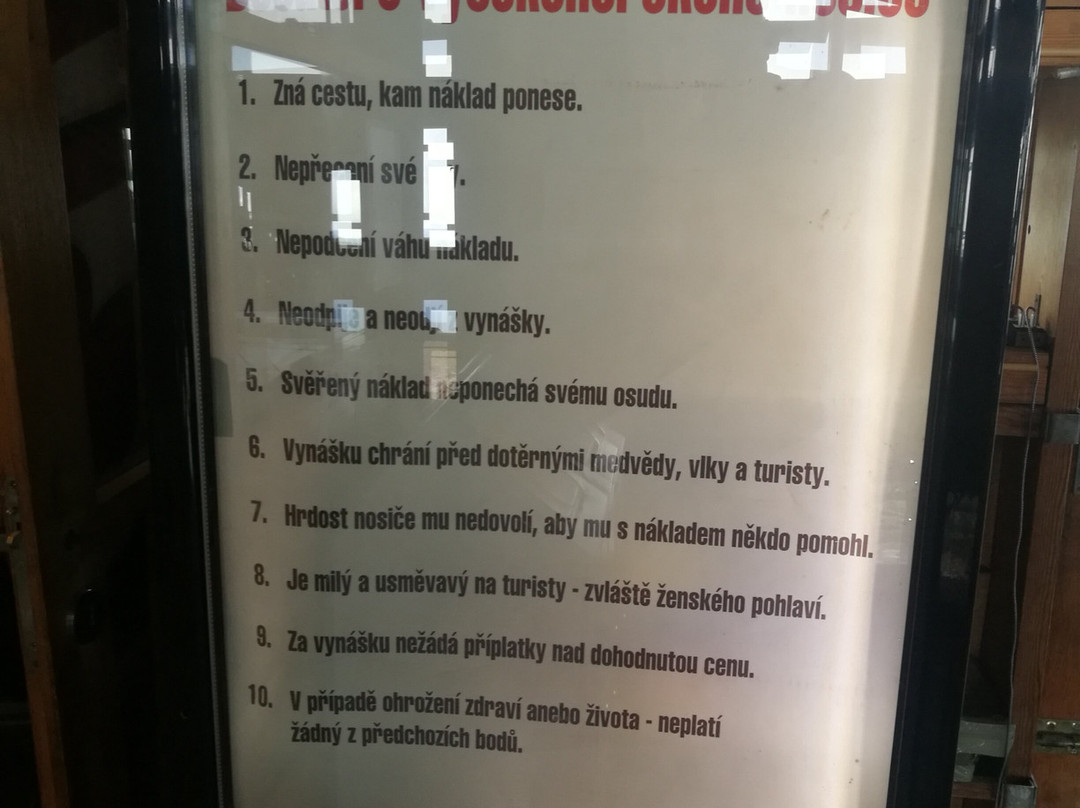 1. Zná cestu, kam náklad ponese.
2. Nepřecení své
3. Nepodcení váhu nákladu.
4. a vynášky.
5. Svěřený náklad neponechá svému osudu.
6. Vynášku chrání před dotěrnými medvědy, vlky a turisty.
7. Hrdost nosiče mu nedovolí, aby mu s nákladem někdo pomohl.
8. Je milý a usměvavý na turisty - zvláště ženského pohlaví.
9. Za vynášku nežádá příplatky nad dohodnutou cenu.
10. V případě ohrožení zdraví anebo života - neplatí
žádný z předchozích bodů.